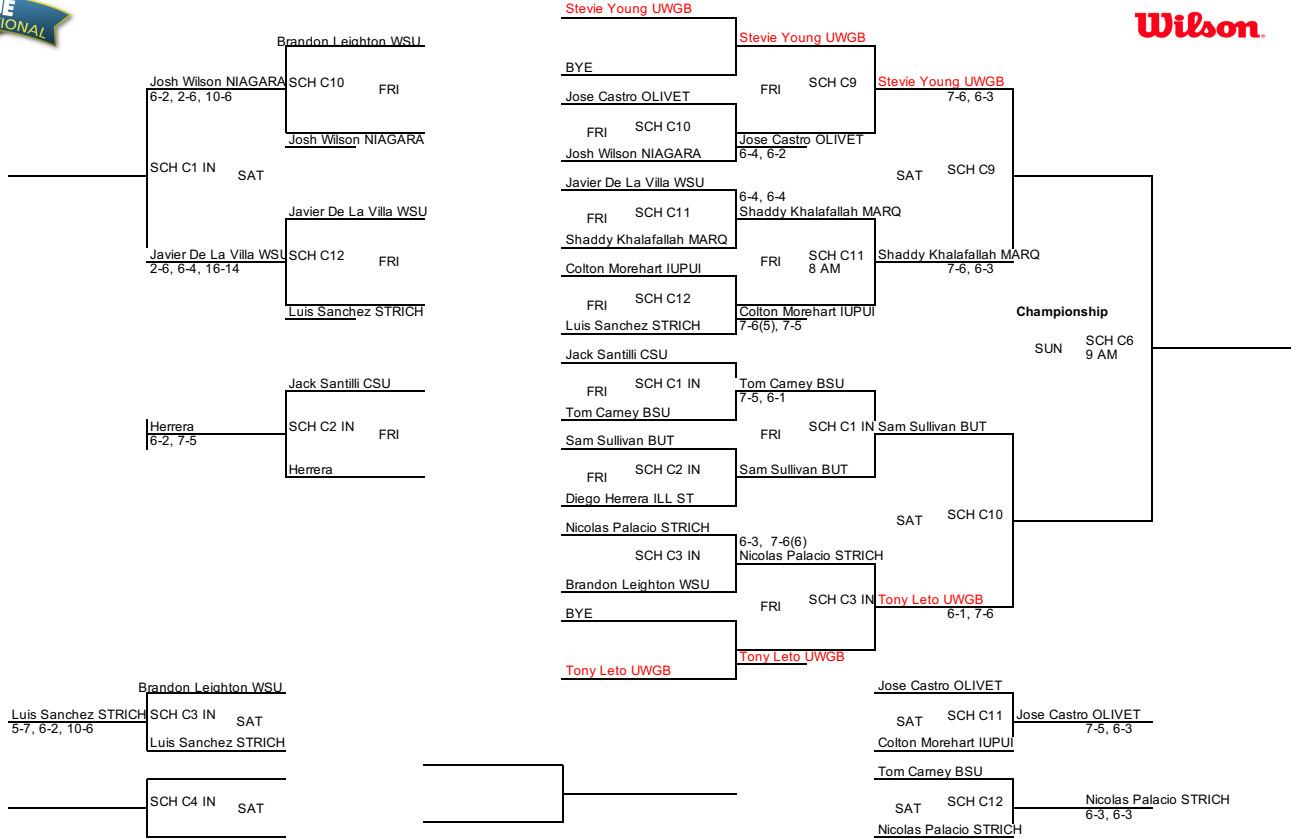 IONAL
Wilson.
Brandon Leighton WSU
Josh Wilson NIAGARA
6-2, 2-6, 10-6
SCH C10
FRI
Josh Wilson NIAGARA
SCH C1 IN
SAT
Javier De La Villa WSU
Javier De La Villa WSU
2-6, 6-4, 16-14
SCH C12
FRI
Luis Sanchez STRICH
Jack Santilli CSU
Herrera
6-2, 7-5
SCH C2 IN
FRI
Herrera
Brandon Leighton WSU
Luis Sanchez STRICH
5-7, 6-2, 10-6
SCH C3 IN
SAT
Luis Sanchez STRICH
SCH C4 IN
SAT
Stevie Young UWGB
BYE
Jose Castro OLIVET
FRI
SCH C10
Josh Wilson NIAGARA
Javier De La Villa WSU
FRI
SCH C11
Shaddy Khalafallah MARQ
Colton Morehart IUPUI
FRI
SCH C12
Luis Sanchez STRICH
Jack Santilli CSU
FRI
SCH C1 IN
Tom Carney BSU
Sam Sullivan BUT
FRI
SCH C2 IN
Diego Herrera ILL ST
Nicolas Palacio STRICH
SCH C3 IN
Brandon Leighton WSU
BYE
Tony Leto UWGB
Stevie Young UWGB
FRI
SCH C9
Jose Castro OLIVET
6-4, 6-2
6-4, 6-4
Shaddy Khalafallah MARQ
FRI
SCH C11
8 AM
Colton Morehart IUPUI
7-6(5), 7-5
Tom Carney BSU
7-5, 6-1
FRI
SCH C1 IN
Sam Sullivan BUT
6-3, 7-6(6)
Nicolas Palacio STRICH
FRI
SCH C3 IN
Tony Leto UWGB
Stevie Young UWGB
7-6, 6-3
SAT
SCH C9
Shaddy Khalafallah MARQ
7-6, 6-3
Sam Sullivan BUT
SAT
SCH C10
Tony Leto UWGB
6-1, 7-6
Championship
SUN
SCH C6
9 AM
Jose Castro OLIVET
SAT
SCH C11
Colton Morehart IUPUI
Jose Castro OLIVET
7-5, 6-3
Tom Carney BSU
SAT
SCH C12
Nicolas Palacio STRICH
Nicolas Palacio STRICH
6-3, 6-3